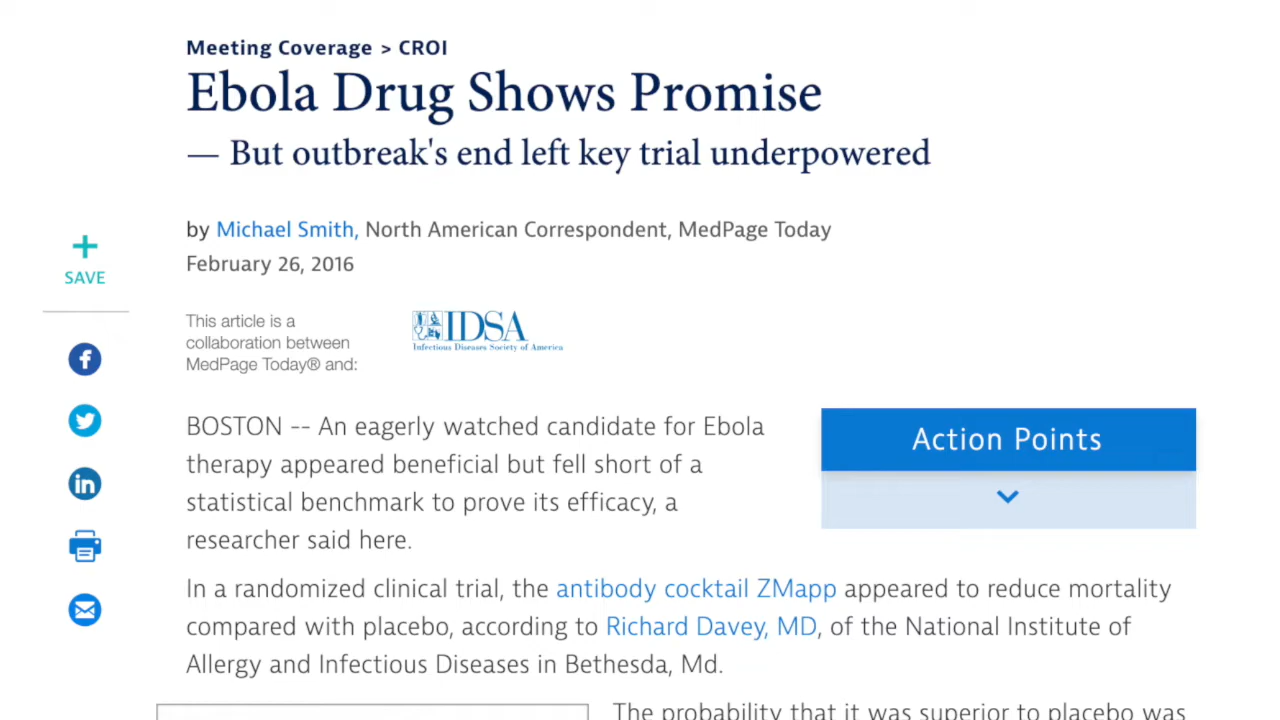 Meeting Coverage > CROI
Ebola Drug Shows Promise
— But outbreak's end left key trial underpowered
by Michael Smith, North American Correspondent, MedPage Today
February 26, 2016
SAVE
This article is a
collaboration between
MedPage Today® and:
IDSA
Infectious Diseases Society of America
BOSTON -- An eagerly watched candidate for Ebola
therapy appeared beneficial but fell short of a
statistical benchmark to prove its efficacy, a
researcher said here.
Action Points
In a randomized clinical trial, the antibody cocktail ZMapp appeared to reduce mortality
compared with placebo, according to Richard Davey, MD, of the National Institute of
Allergy and Infectious Diseases in Bethesda, Md.
The probability that it was superior to placebo was